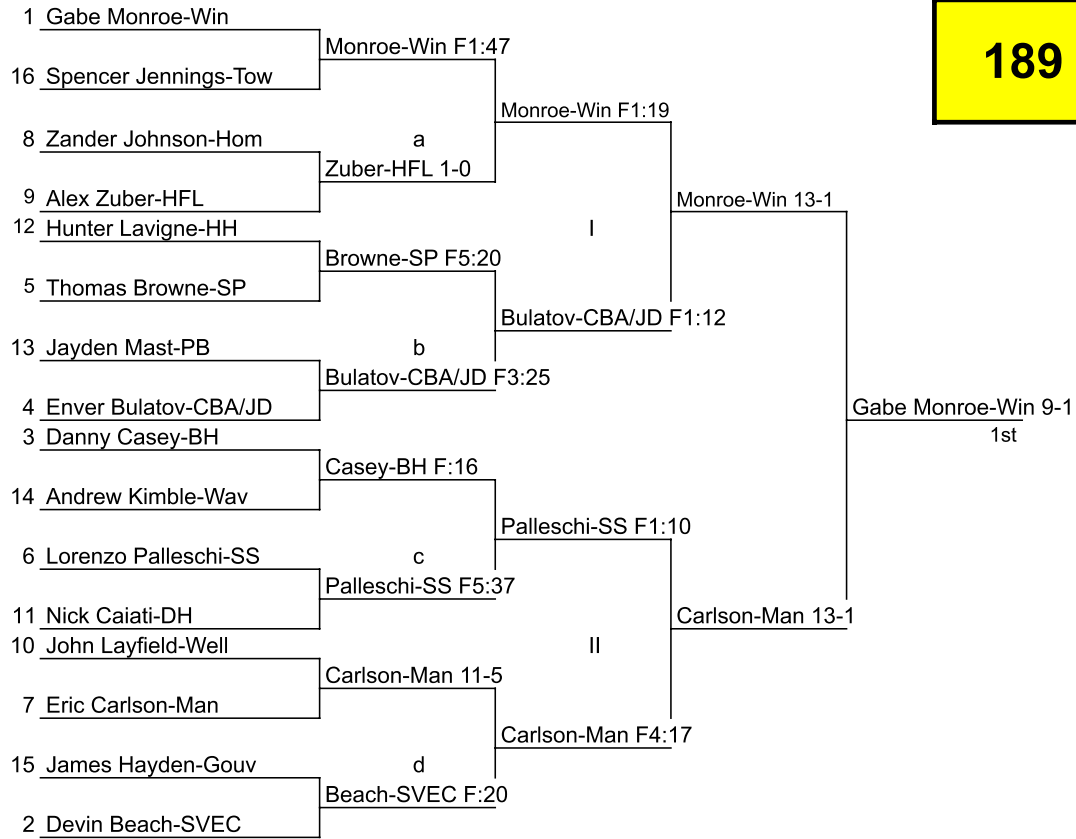 1 Gabe Monroe-Win
Monroe-Win F1:47
16 Spencer Jennings-Tow
Monroe-Win F1:19
8 Zander Johnson-Hom
a
Zuber-HFL 1-0
9 Alex Zuber-HFL
Monroe-Win 13-1
12 Hunter Lavigne-HH
I
Browne-SP F5:20
5 Thomas Browne-SP
Bulatov-CBA/JD F1:12
13 Jayden Mast-PB
b
Bulatov-CBA/JD F3:25
4 Enver Bulatov-CBA/JD
Gabe Monroe-Win 9-1
1st
3 Danny Casey-BH
Casey-BH F:16
14 Andrew Kimble-Wav
Palleschi-SS F1:10
6 Lorenzo Palleschi-SS
c
Palleschi-SS F5:37
11 Nick Caiati-DH
Carlson-Man 13-1
10 John Layfield-Well
II
Carlson-Man 11-5
7 Eric Carlson-Man
Carlson-Man F4:17
15 James Hayden-Gouv
d
Beach-SVEC F:20
2 Devin Beach-SVEC
189